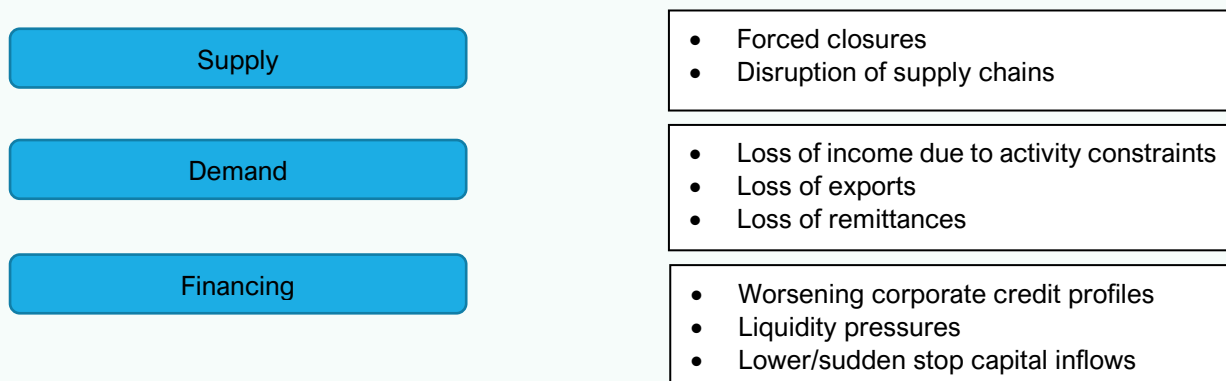 Supply
• Forced closures
• Disruption of supply chains
Demand
• Loss of income due to activity constraints
• Loss of exports
• Loss of remittances
Financing
• Worsening corporate credit profiles
• Liquidity pressures
• Lower/sudden stop capital inflows